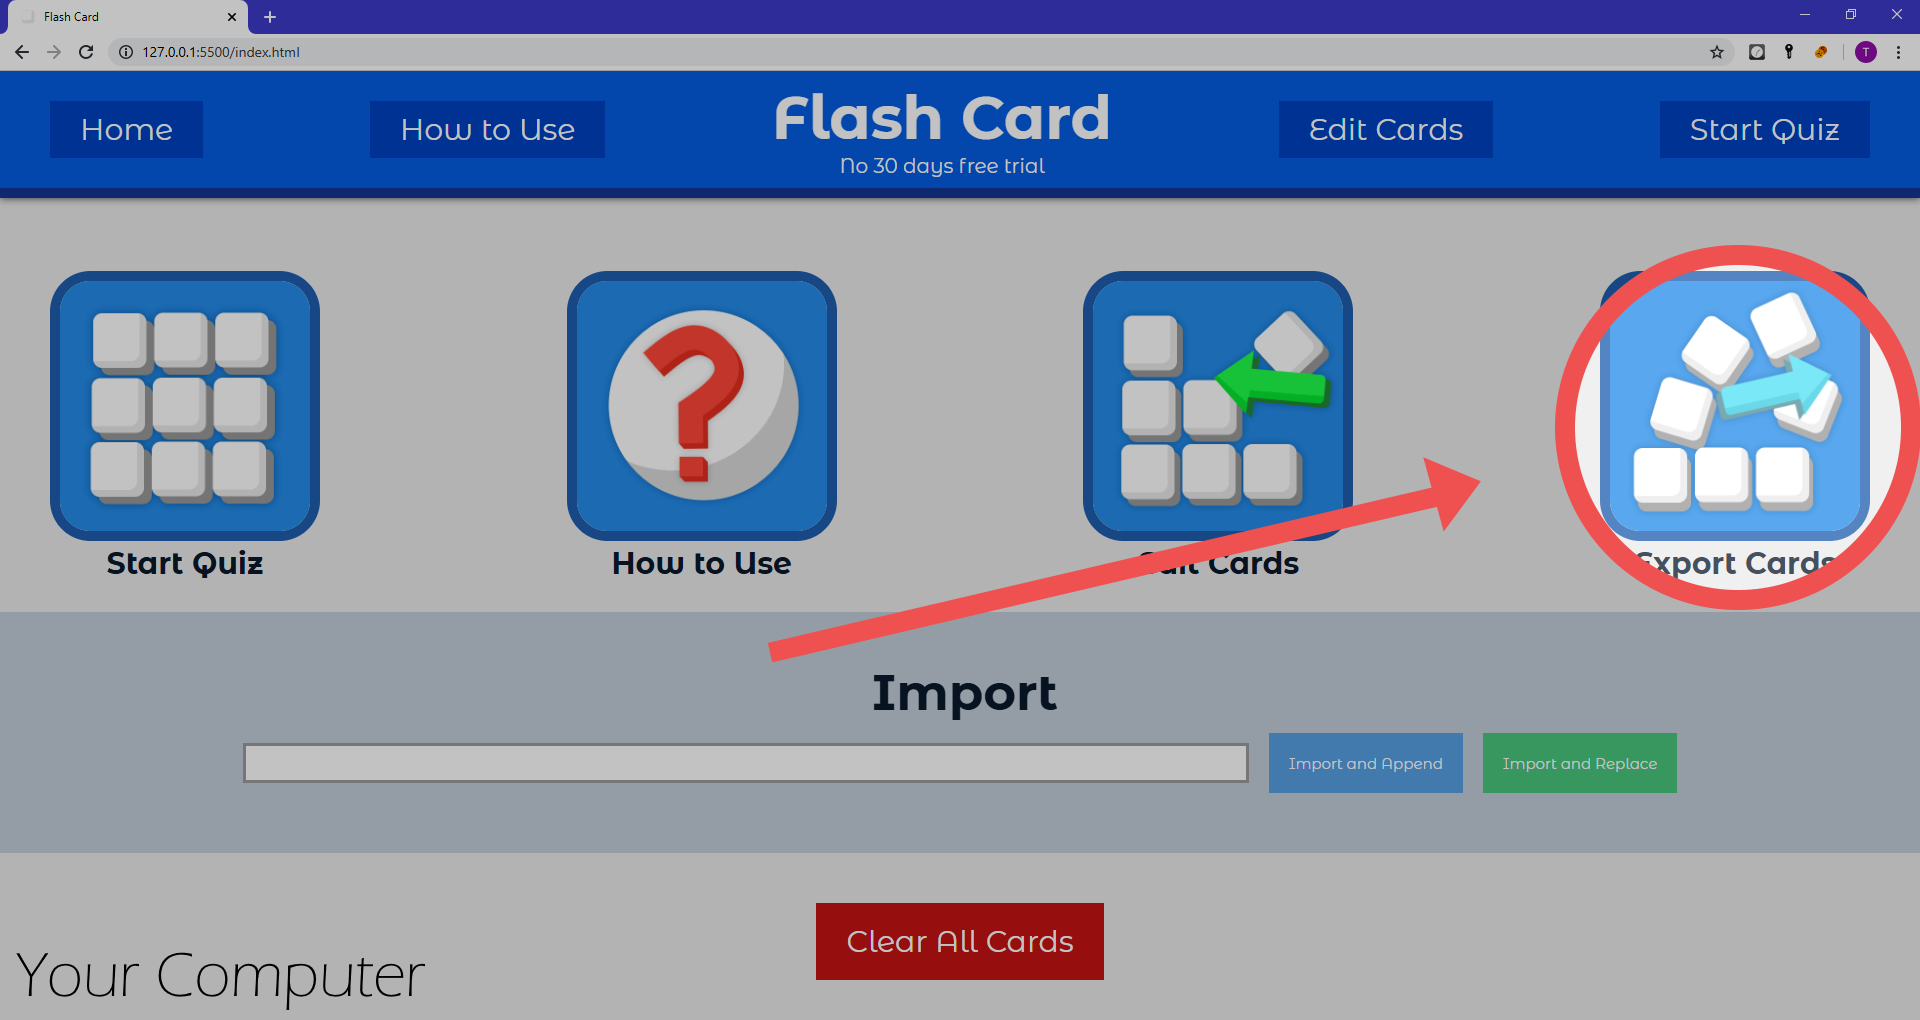 Flash Card
127.0.0.1:5500/index.html
T
Home
How to Use
Flash Card
No 30 days free trial
Edit Cards
Start Quiz
Start Quiz
How to Use
Edit Cards
Export Cards
Import
Import and Append
Import and Replace
Clear All Cards
Your Computer